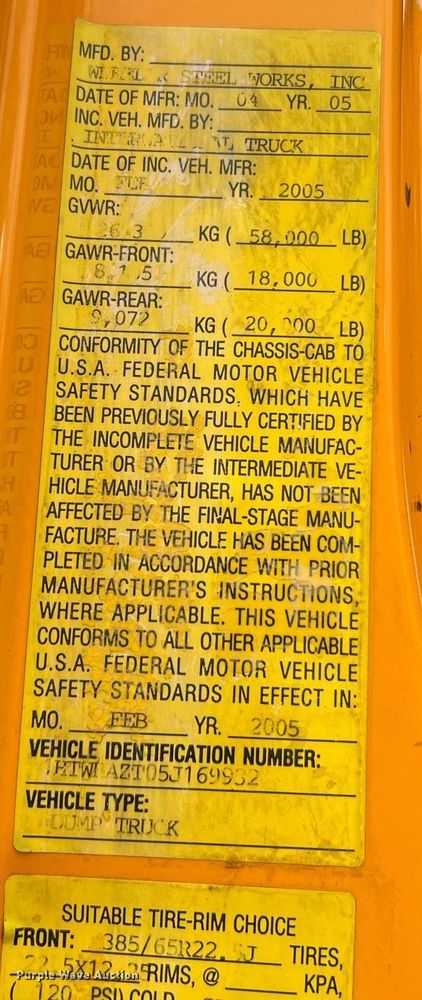 MFD. BY:
STEEL WORKS, INC
DATE OF MFR: MO. 04 YR. 05
INC. VEH. MFD. BY:
TRUCK
DATE OF INC. VEH. MFR:
MO. YR. 2005
GVWR:
KG ( 58,000 LB)
GAWR-FRONT:
KG ( 18,000 LB)
GAWR-REAR:
9,072 KG ( LB)
CONFORMITY OF THE CHASSIS-CAB TO
U.S.A. FEDERAL MOTOR VEHICLE
SAFETY STANDARDS, WHICH HAVE
BEEN PREVIOUSLY FULLY CERTIFIED BY
THE INCOMPLETE VEHICLE MANUFAC-
TURER OR BY THE INTERMEDIATE VE-
HICLE MANUFACTURER, HAS NOT BEEN
AFFECTED BY THE FINAL-STAGE MANU-
FACTURE. THE VEHICLE HAS BEEN COM-
PLETED IN ACCORDANCE WITH PRIOR
MANUFACTURER'S INSTRUCTIONS,
WHERE APPLICABLE. THIS VEHICLE
CONFORMS TO ALL OTHER APPLICABLE
U.S.A. FEDERAL MOTOR VEHICLE
SAFETY STANDARDS IN EFFECT IN:
MO. FEB YR. 2005
VEHICLE IDENTIFICATION NUMBER:
VEHICLE TYPE:
DUMP TRUCK
SUITABLE TIRE-RIM CHOICE
FRONT: TIRES,
RIMS, @ KPA,
( 120 PSI) COLD
Purple Wave Auction